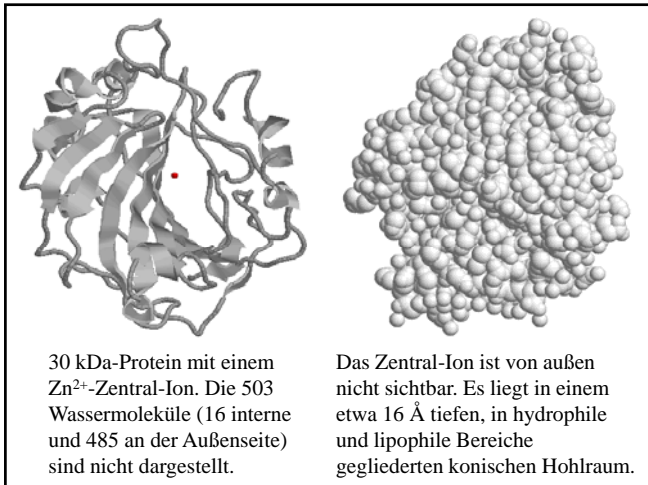 30 kDa-Protein mit einem
Zn²⁺-Zentral-Ion. Die 503
Wassermoleküle (16 interne
und 485 an der Außenseite)
sind nicht dargestellt.
Das Zentral-Ion ist von außen
nicht sichtbar. Es liegt in einem
etwa 16 Å tiefen, in hydrophile
und lipophile Bereiche
gegliederten konischen Hohlraum.